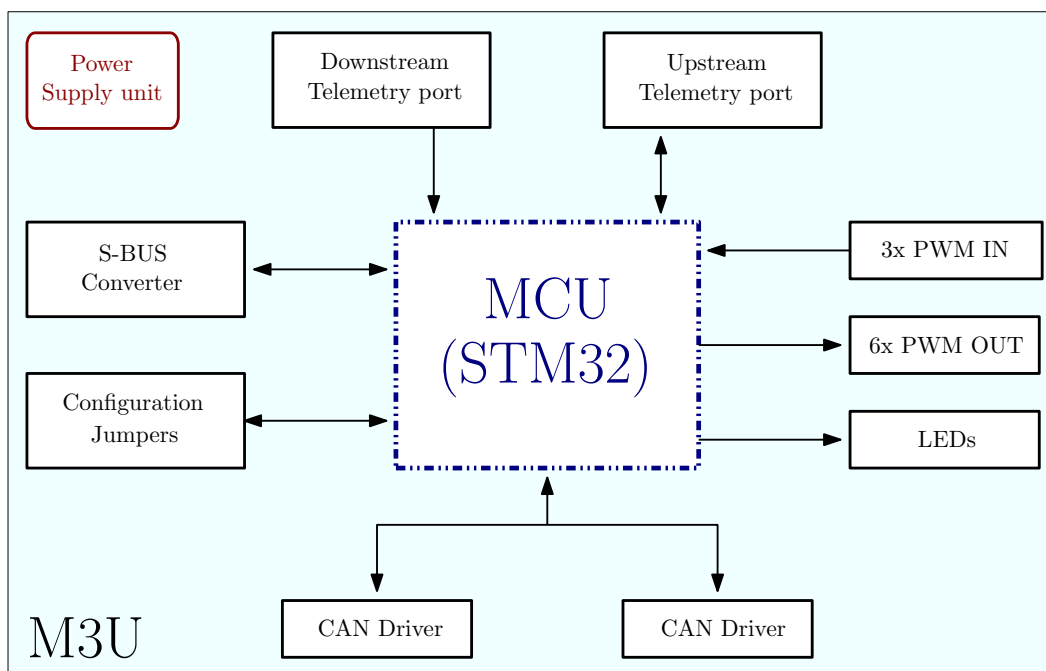 Power
Supply unit
Downstream
Telemetry port
Upstream
Telemetry port
S-BUS
Converter
3x PWM IN
MCU
(STM32)
6x PWM OUT
Configuration
Jumpers
LEDs
CAN Driver
CAN Driver
M3U